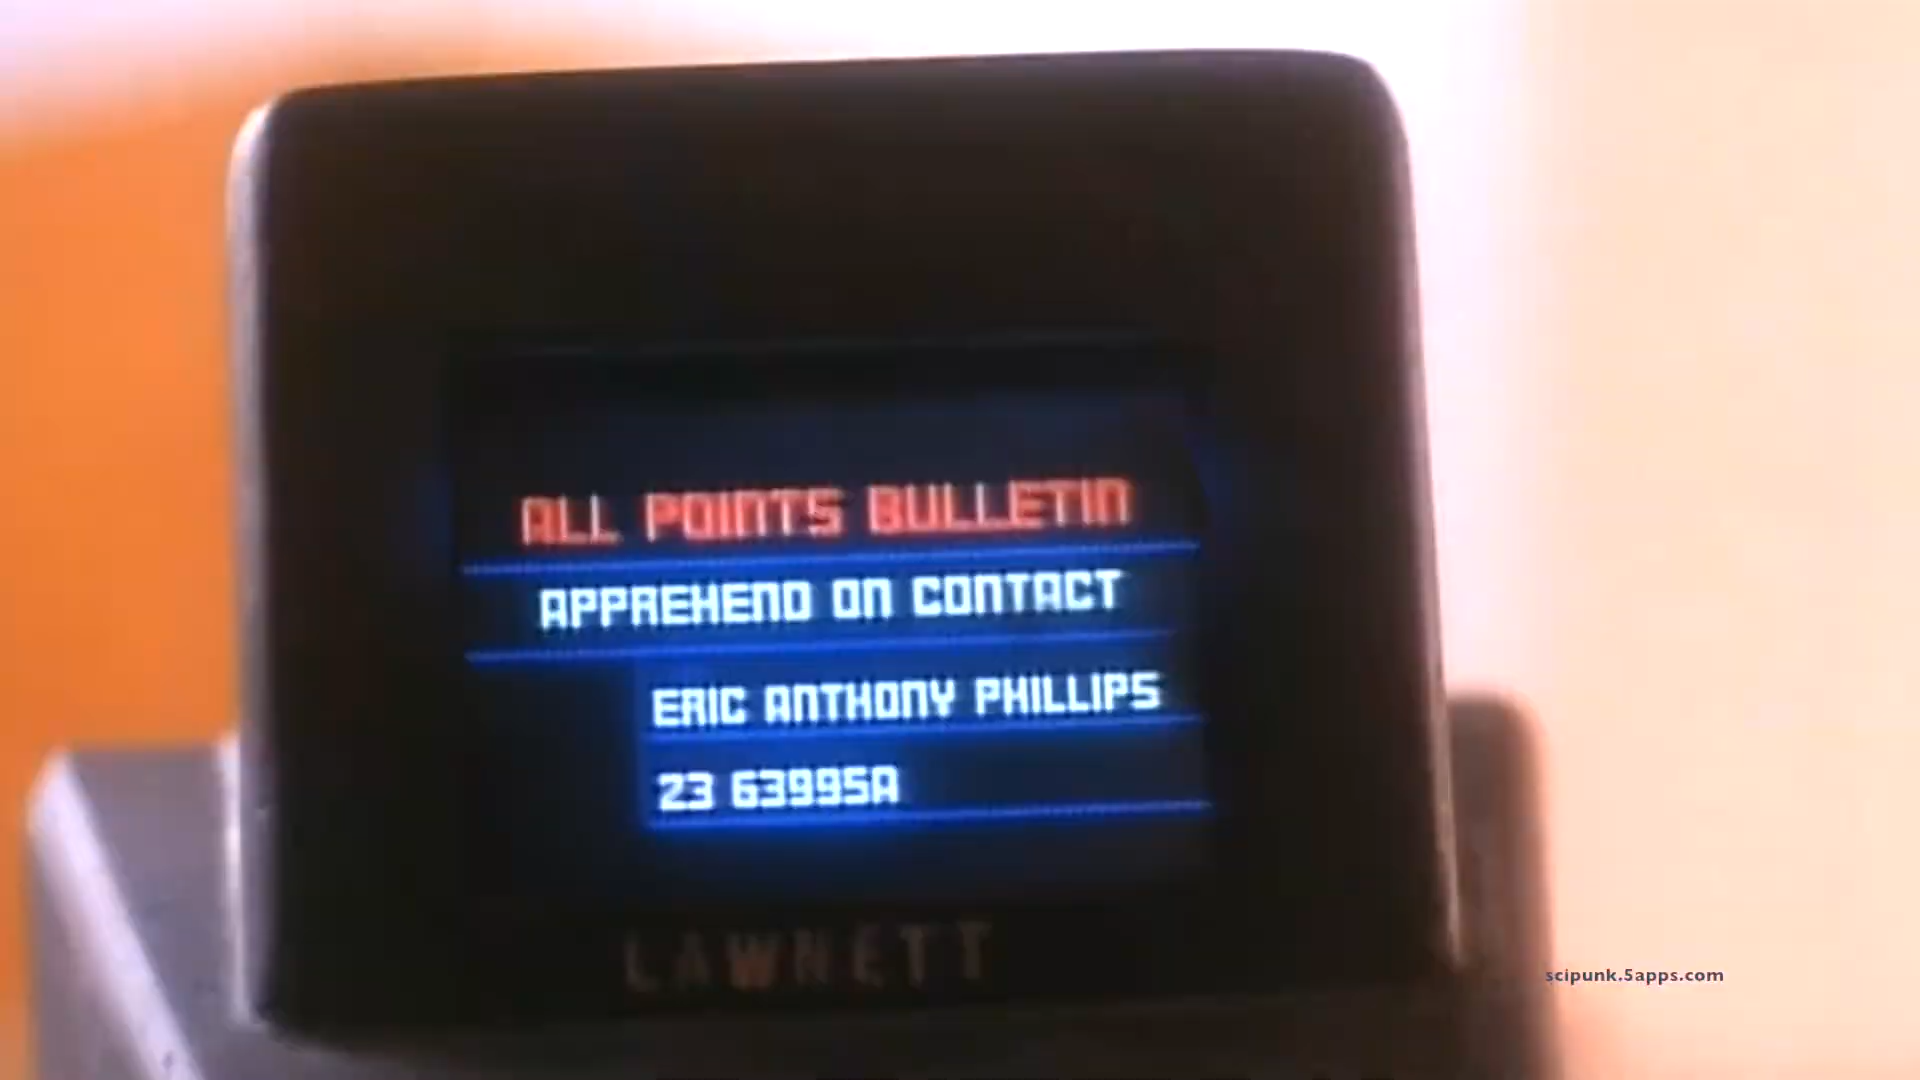 ALL POINTS BULLETIN
APPREHEND ON CONTACT
ERIC ANTHONY PHILLIPS
23 63995A
LAWNETT
scipunk.5apps.com